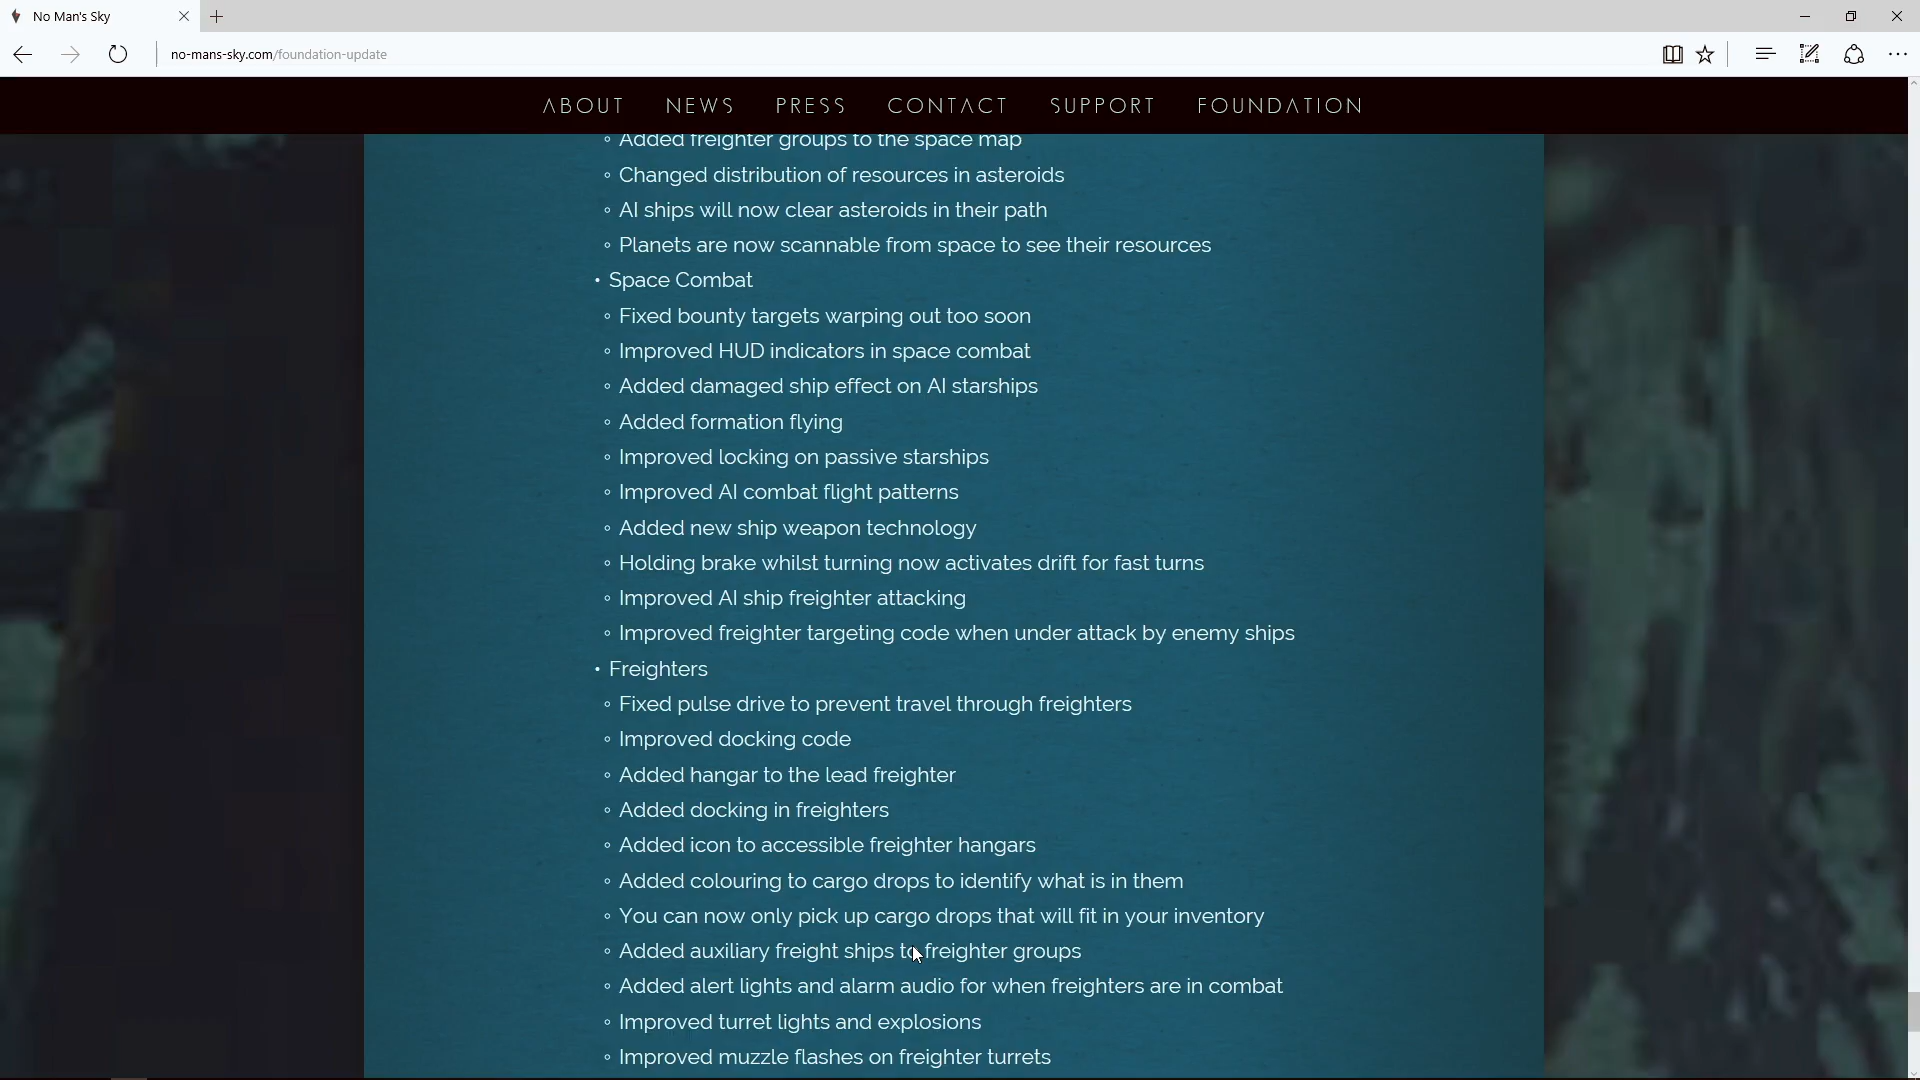 No Man's Sky
no-mans-sky.com/foundation-update
ABOUT NEWS PRESS CONTACT SUPPORT FOUNDATION
◦ Added freighter groups to the space map
◦ Changed distribution of resources in asteroids
◦ AI ships will now clear asteroids in their path
◦ Planets are now scannable from space to see their resources
• Space Combat
◦ Fixed bounty targets warping out too soon
◦ Improved HUD indicators in space combat
◦ Added damaged ship effect on AI starships
◦ Added formation flying
◦ Improved locking on passive starships
◦ Improved AI combat flight patterns
◦ Added new ship weapon technology
◦ Holding brake whilst turning now activates drift for fast turns
◦ Improved AI ship freighter attacking
◦ Improved freighter targeting code when under attack by enemy ships
• Freighters
◦ Fixed pulse drive to prevent travel through freighters
◦ Improved docking code
◦ Added hangar to the lead freighter
◦ Added docking in freighters
◦ Added icon to accessible freighter hangars
◦ Added colouring to cargo drops to identify what is in them
◦ You can now only pick up cargo drops that will fit in your inventory
◦ Added auxiliary freight ships to freighter groups
◦ Added alert lights and alarm audio for when freighters are in combat
◦ Improved turret lights and explosions
◦ Improved muzzle flashes on freighter turrets